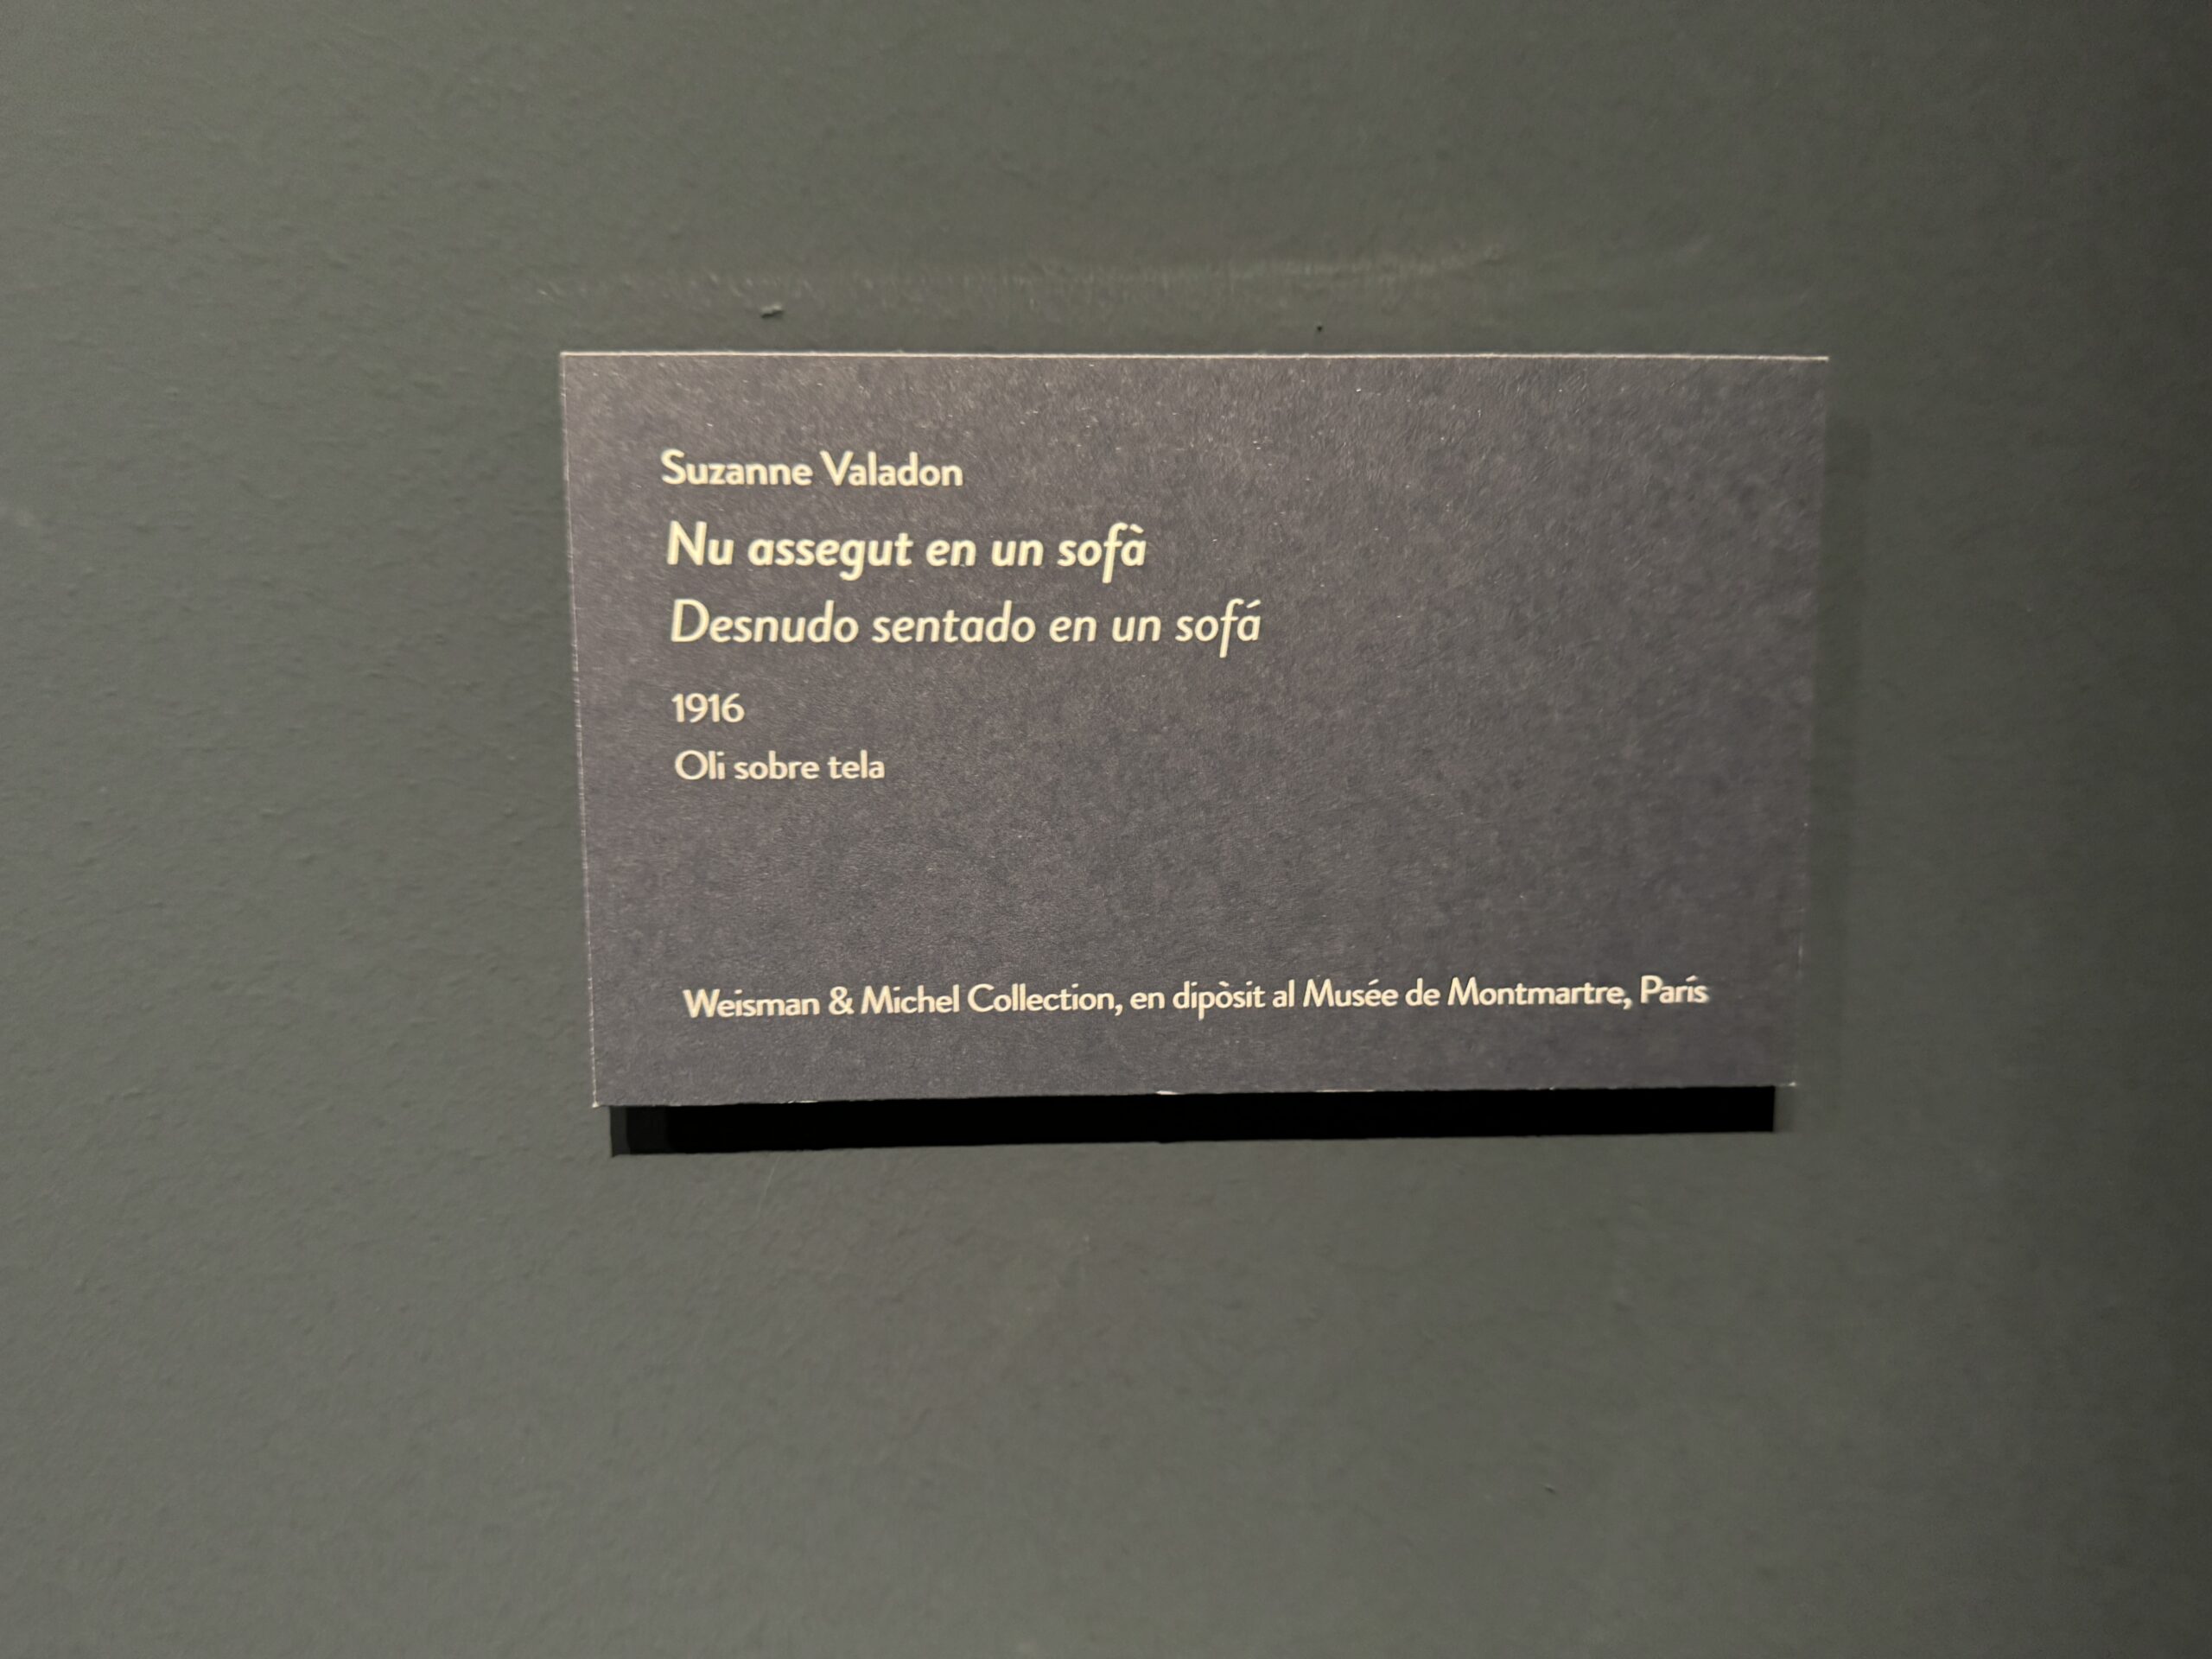 Suzanne Valadon
Nu assegut en un sofà
Desnudo sentado en un sofá
1916
Oli sobre tela
Weisman & Michel Collection, en dipòsit al Musée de Montmartre, París